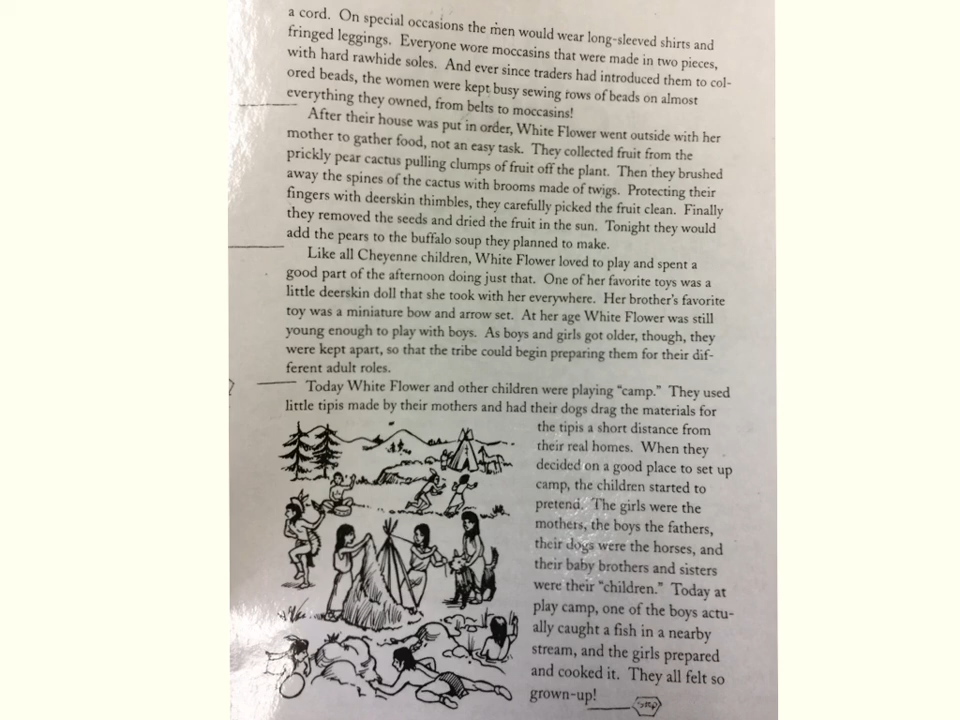 a cord. On special occasions the men would wear long-sleeved shirts and
fringed leggings. Everyone wore moccasins that were made in two pieces,
with hard rawhide soles. And ever since traders had introduced them to col-
ored beads, the women were kept busy sewing rows of beads on almost
everything they owned, from belts to moccasins!
After their house was put in order, White Flower went outside with her
mother to gather food, not an easy task. They collected fruit from the
prickly pear cactus pulling clumps of fruit off the plant. Then they brushed
away the spines of the cactus with brooms made of twigs. Protecting their
fingers with deerskin thimbles, they carefully picked the fruit clean. Finally
they removed the seeds and dried the fruit in the sun. Tonight they would
add the pears to the buffalo soup they planned to make.
Like all Cheyenne children, White Flower loved to play and spent a
good part of the afternoon doing just that. One of her favorite toys was a
little deerskin doll that she took with her everywhere. Her brother's favorite
toy was a miniature bow and arrow set. At her age White Flower was still
young enough to play with boys. As boys and girls got older, though, they
were kept apart, so that the tribe could begin preparing them for their dif-
ferent adult roles.
Today White Flower and other children were playing "camp." They used
little tipis made by their mothers and had their dogs drag the materials for
the tipis a short distance from
their real homes. When they
decided on a good place to set up
camp, the children started to
pretend. The girls were the
mothers, the boys the fathers,
their dogs were the horses, and
their baby brothers and sisters
were their "children." Today at
play camp, one of the boys actu-
ally caught a fish in a nearby
stream, and the girls prepared
and cooked it. They all felt so
grown-up!